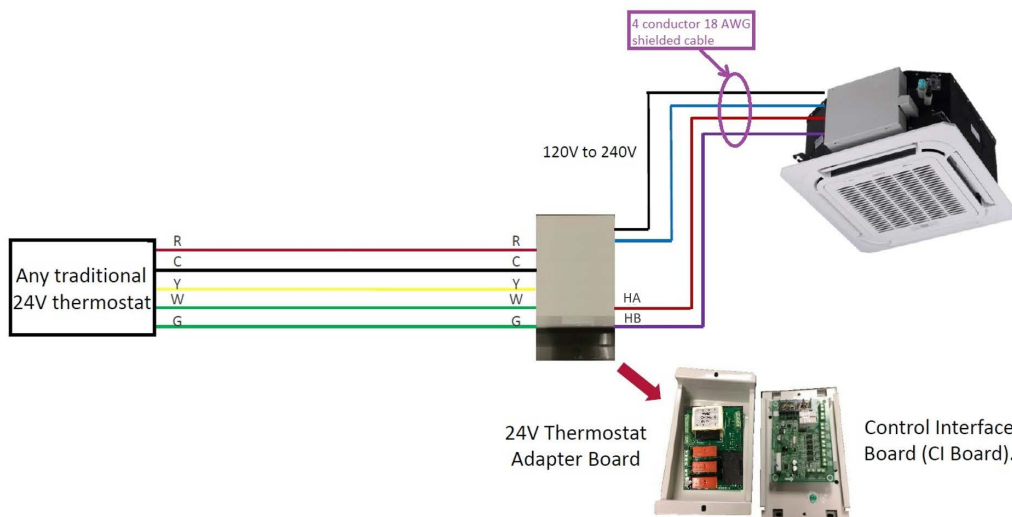 4 conductor 18 AWG
shielded cable
120V to 240V
Any traditional
24V thermostat
R
C
Y
W
G
R
C
Y
W
G
HA
HB
24V Thermostat
Adapter Board
Control Interface
Board (CI Board).